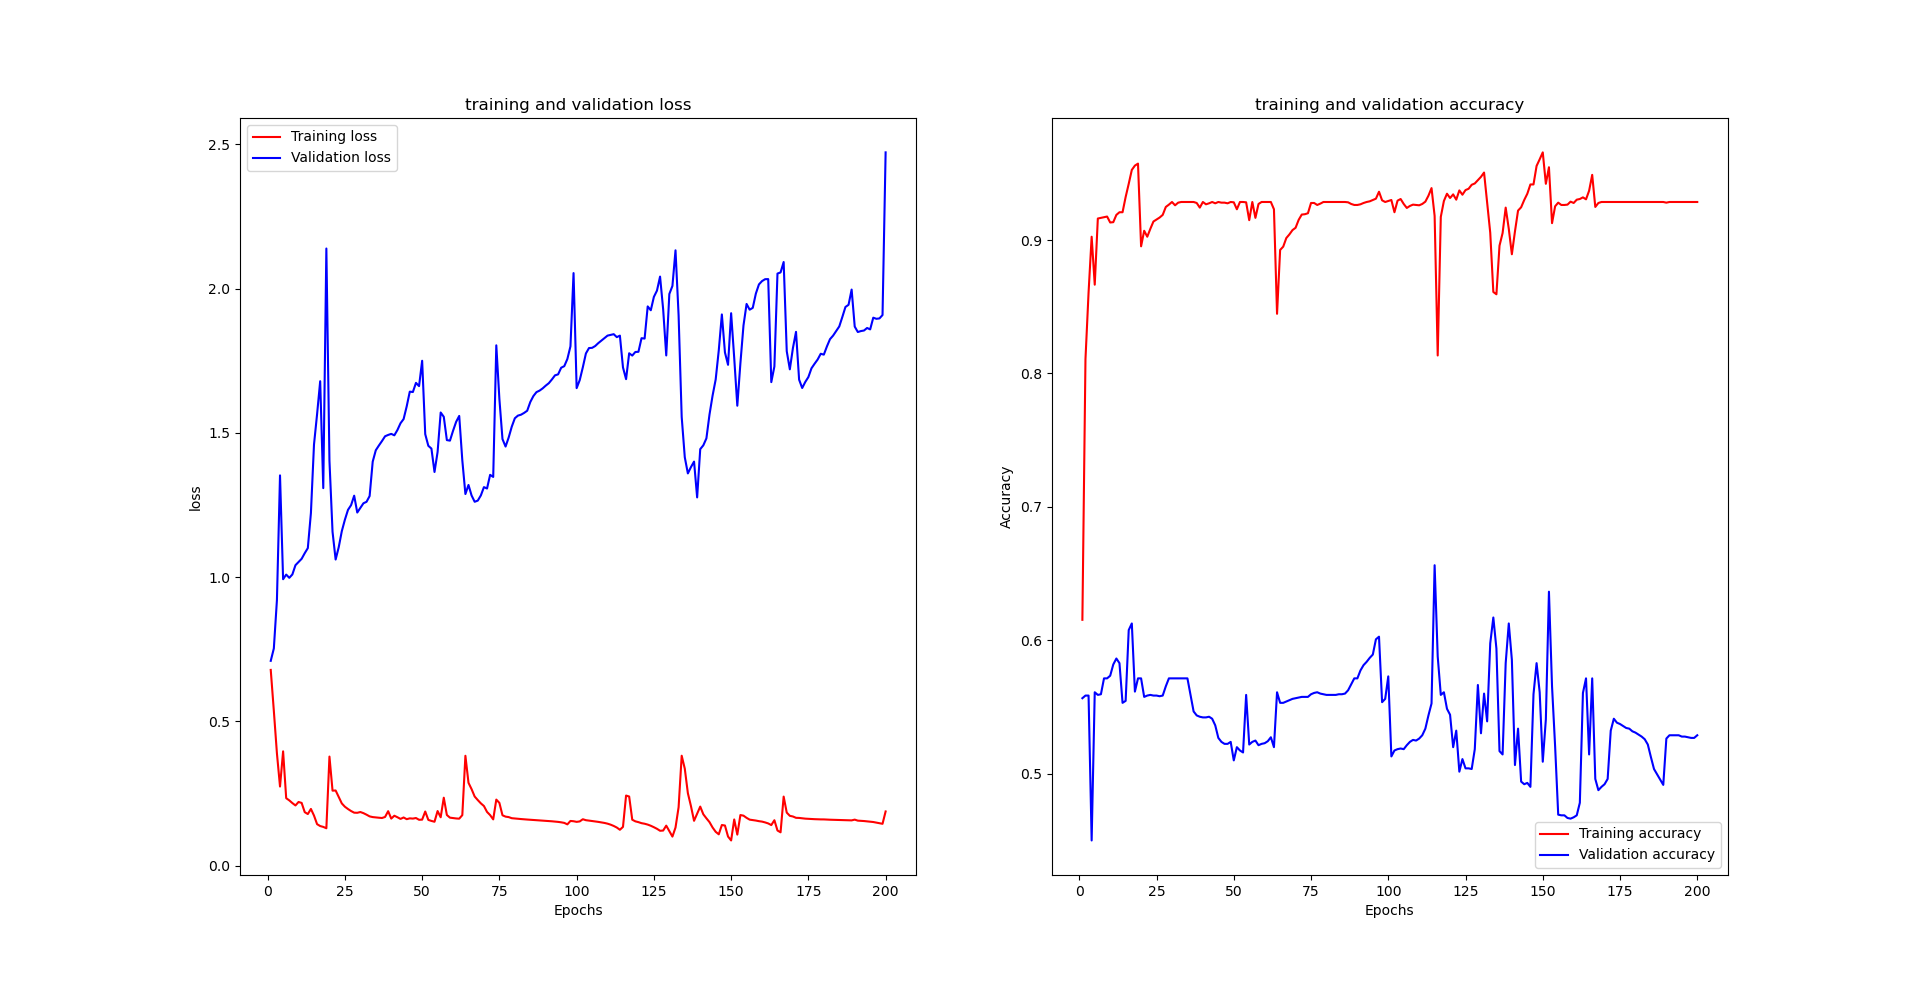 training and validation loss
Training loss
Validation loss
2.5
2.0
1.5
1.0
0.5
0.0
loss
0 25 50 75 100 125 150 175 200
Epochs
training and validation accuracy
0.9
0.8
0.7
0.6
0.5
Accuracy
Training accuracy
Validation accuracy
0 25 50 75 100 125 150 175 200
Epochs